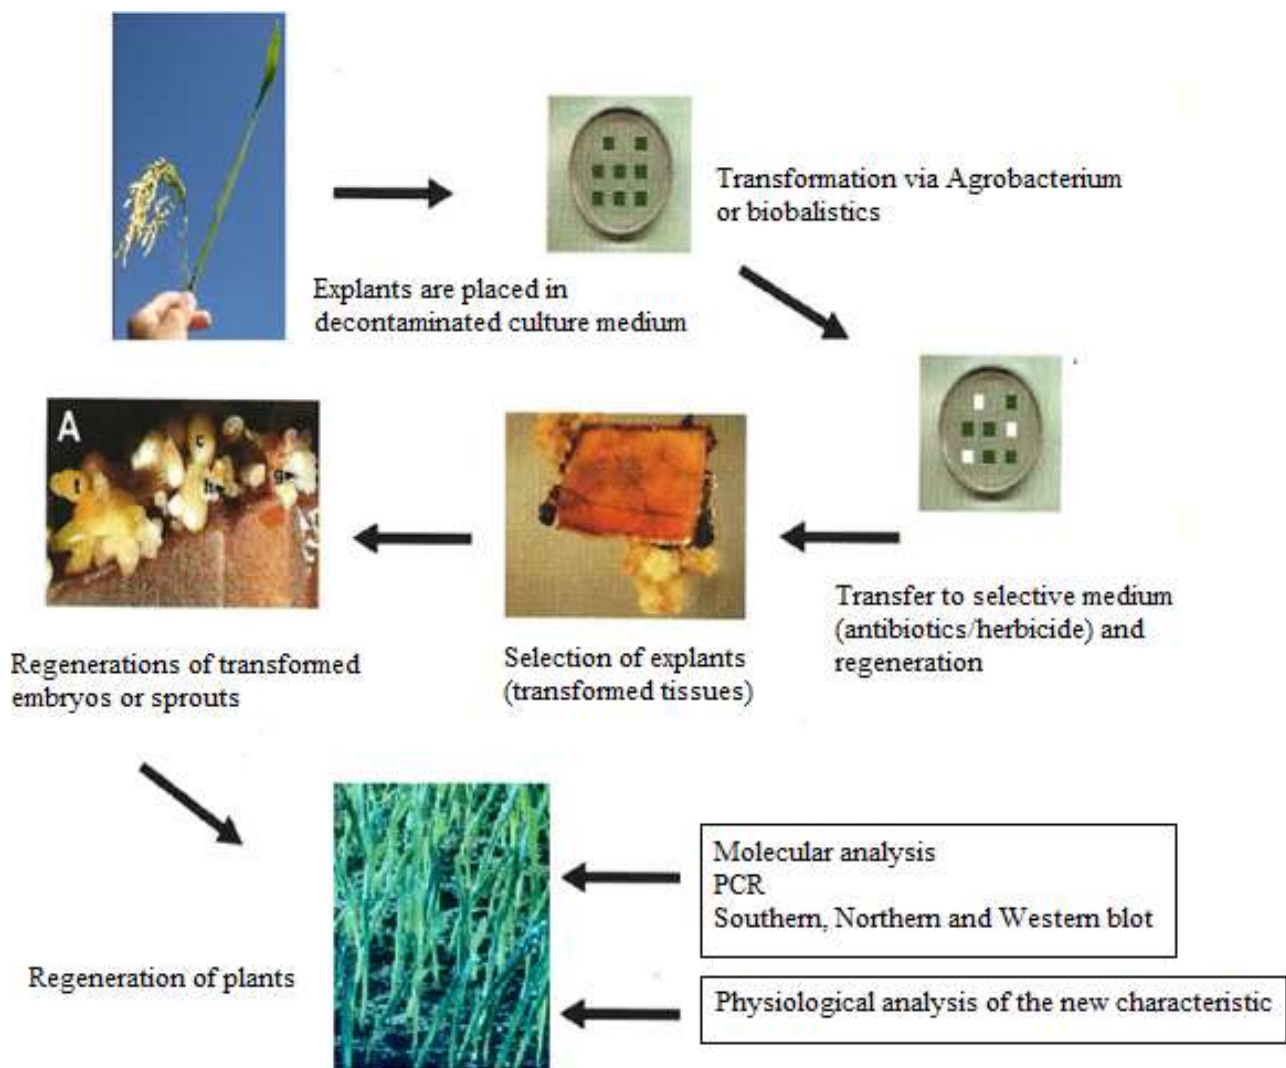 Explants are placed in
decontaminated culture medium
Transformation via Agrobacterium
or biobalistics
Transfer to selective medium
(antibiotics/herbicide) and
regeneration
Selection of explants
(transformed tissues)
A
c
t
h
g
Regenerations of transformed
embryos or sprouts
Regeneration of plants
Molecular analysis
PCR
Southern, Northern and Western blot
Physiological analysis of the new characteristic